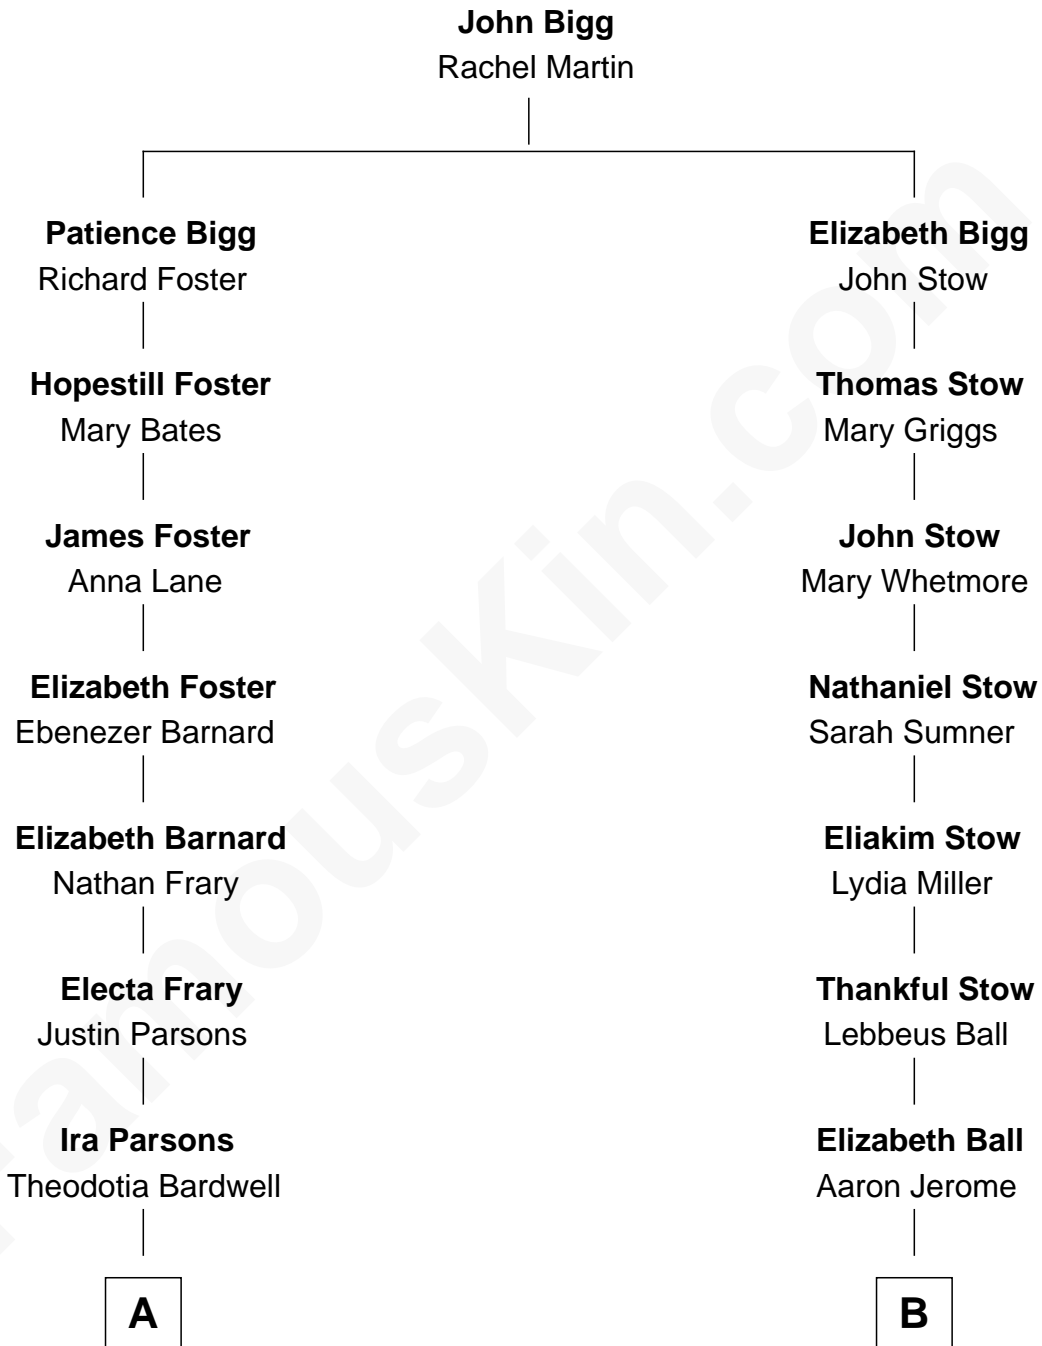 John Bigg
Rachel Martin
Patience Bigg
Richard Foster
Elizabeth Bigg
John Stow
Hopestill Foster
Mary Bates
Thomas Stow
Mary Griggs
James Foster
Anna Lane
John Stow
Mary Whetmore
Elizabeth Foster
Ebenezer Barnard
Nathaniel Stow
Sarah Sumner
Elizabeth Barnard
Nathan Frary
Eliakim Stow
Lydia Miller
Electa Frary
Justin Parsons
Thankful Stow
Lebbeus Ball
Ira Parsons
Theodotia Bardwell
Elizabeth Ball
Aaron Jerome
A
B
FamousKin.com